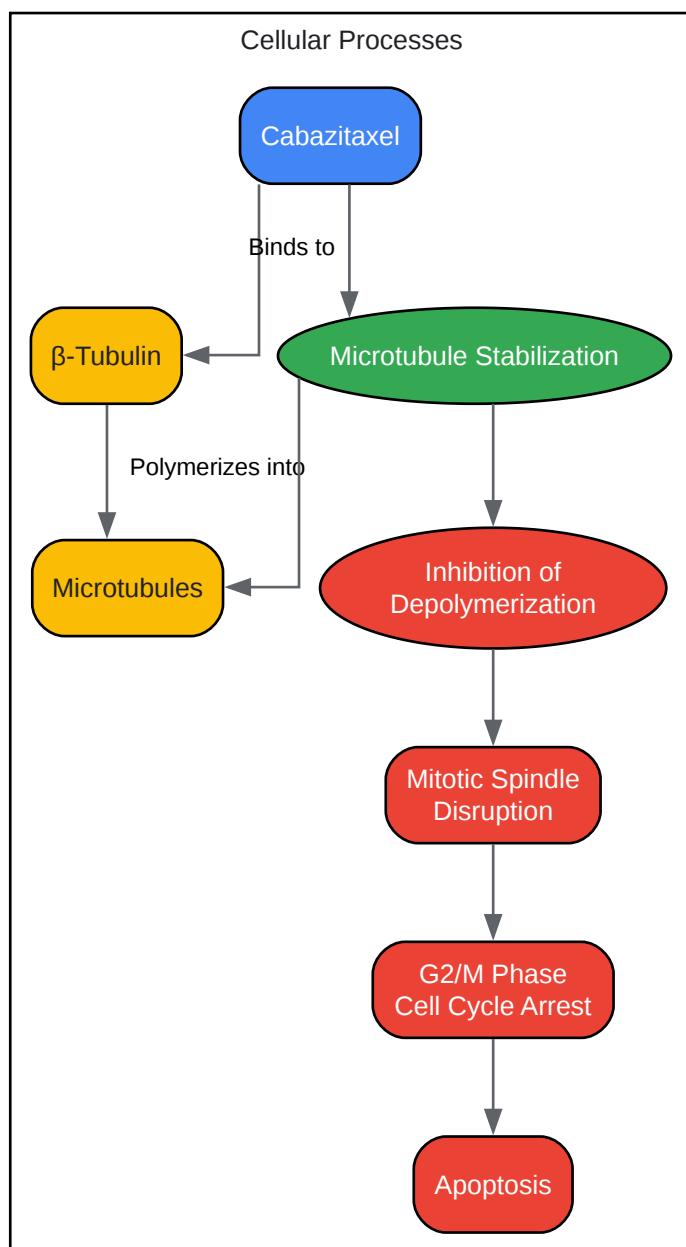 Cellular Processes
Cabazitaxel
Binds to
β-Tubulin
Microtubule Stabilization
Polymerizes into
Microtubules
Inhibition of
Depolymerization
Mitotic Spindle
Disruption
G2/M Phase
Cell Cycle Arrest
Apoptosis